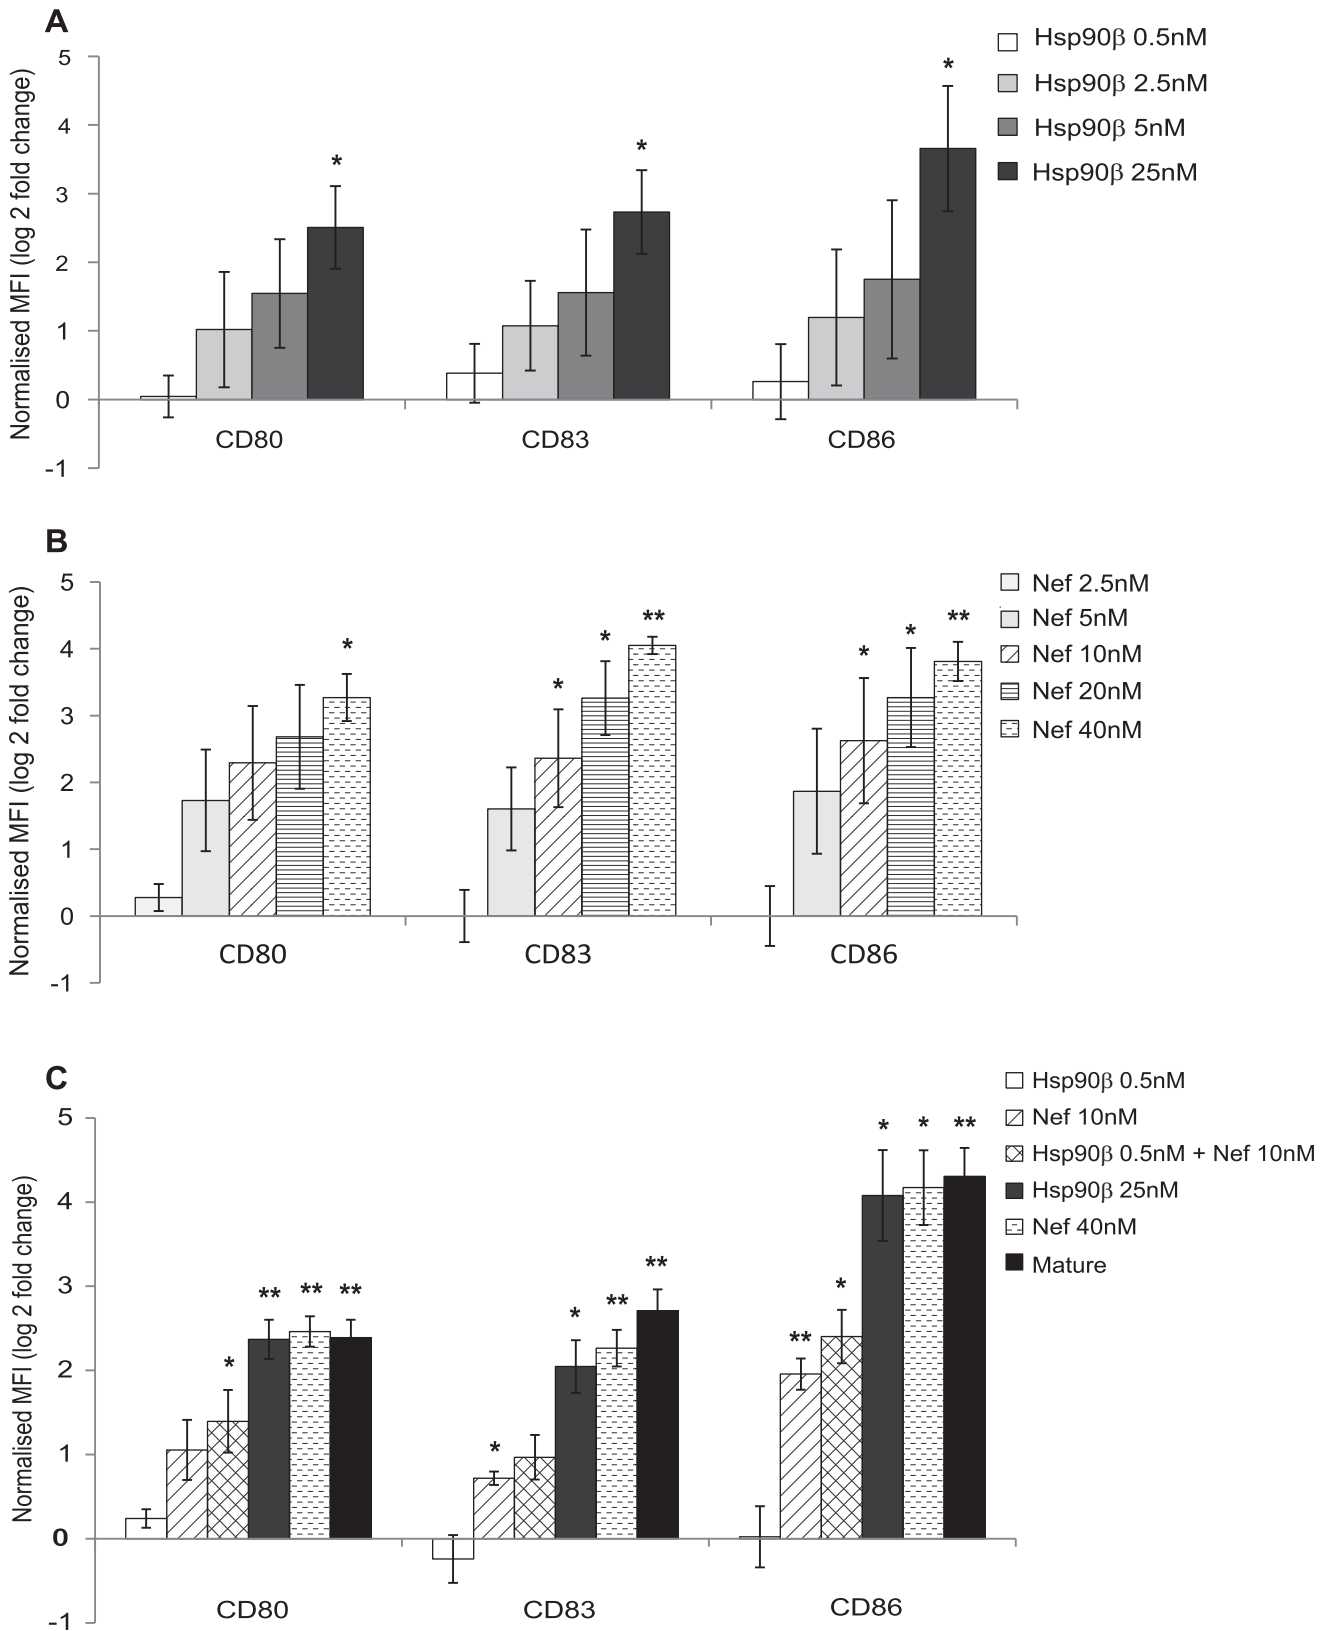 A
Normalised MFI (log 2 fold change)
5
4
3
2
1
0
-1
*
*
*
CD80
CD83
CD86
Hsp90β 0.5nM
Hsp90β 2.5nM
Hsp90β 5nM
Hsp90β 25nM
B
Normalised MFI (log 2 fold change)
5
4
3
2
1
0
-1
*
*
*
**
*
*
**
CD80
CD83
CD86
Nef 2.5nM
Nef 5nM
Nef 10nM
Nef 20nM
Nef 40nM
C
Normalised MFI (log 2 fold change)
5
4
3
2
1
0
-1
*
**
**
**
*
*
**
**
**
*
*
*
**
CD80
CD83
CD86
Hsp90β 0.5nM
Nef 10nM
Hsp90β 0.5nM + Nef 10nM
Hsp90β 25nM
Nef 40nM
Mature